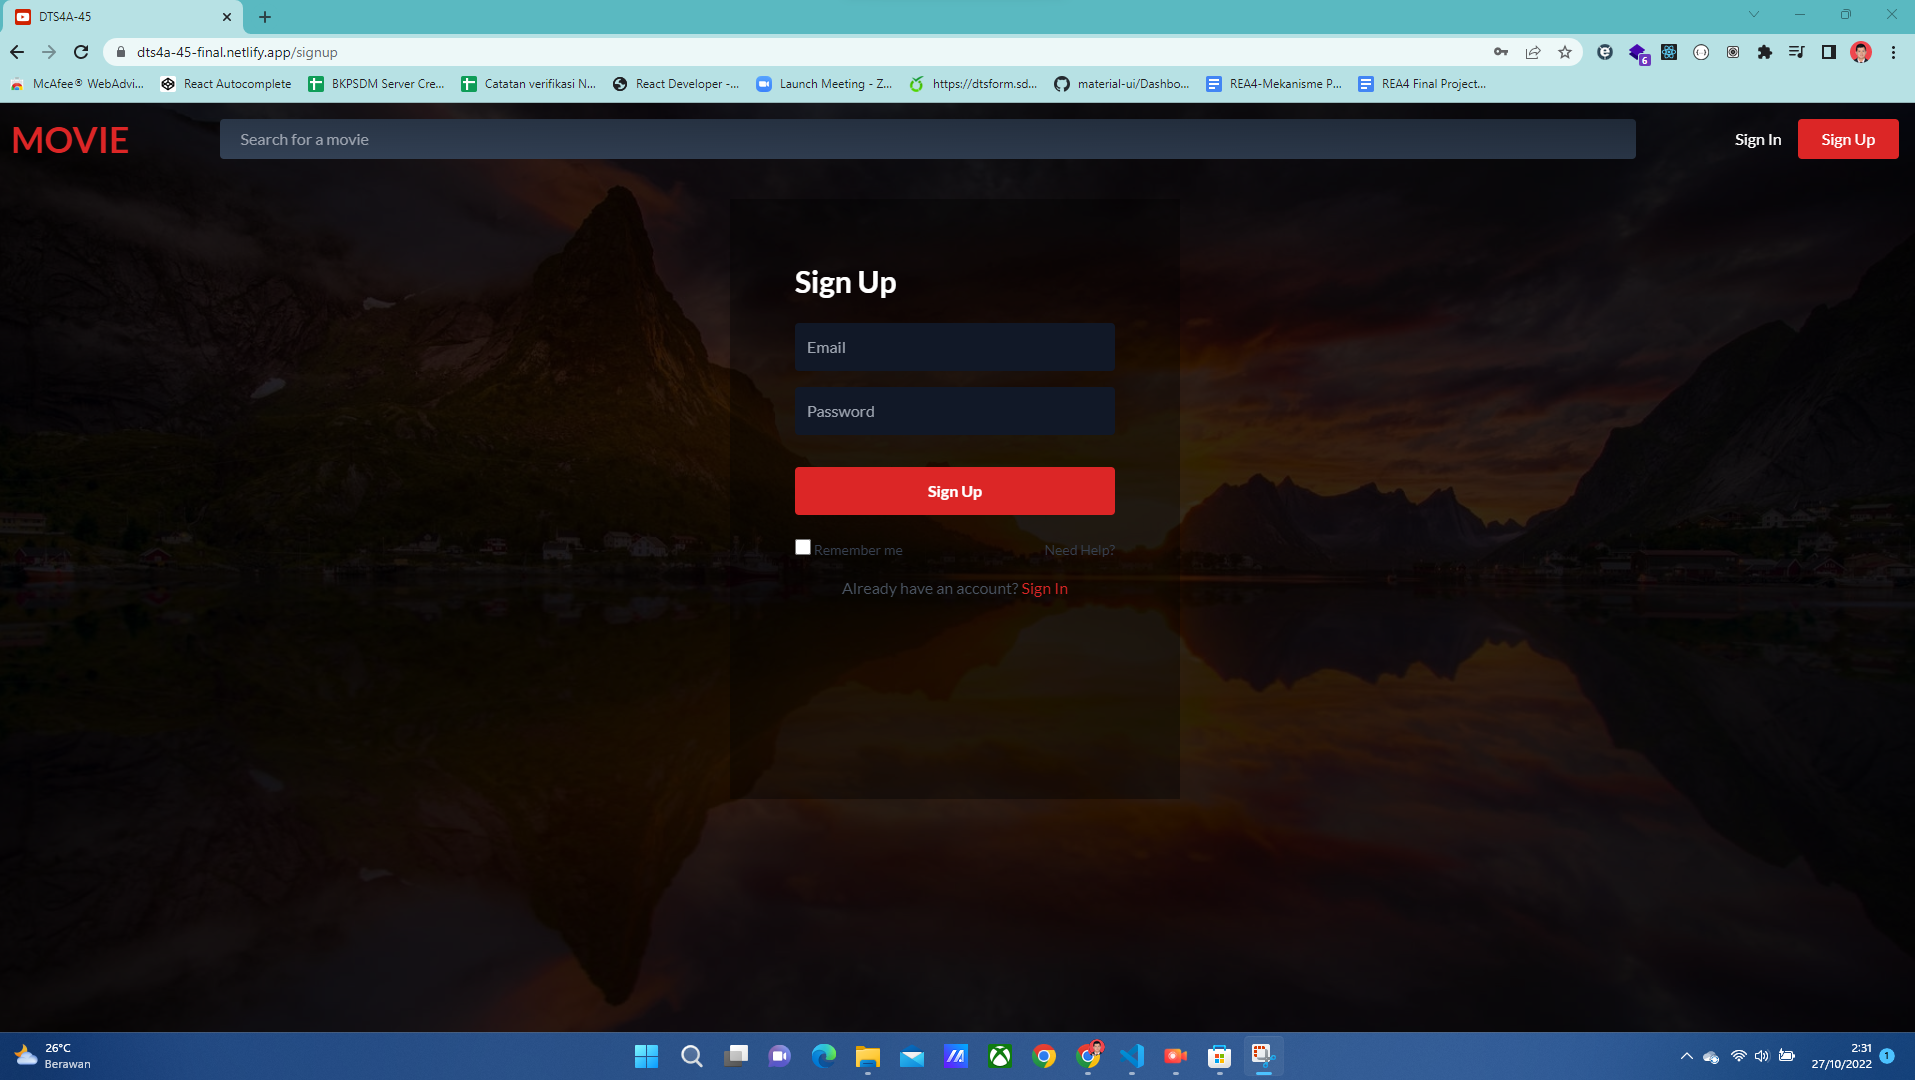 DTS4A-45
dts4a-45-final.netlify.app/signup
6
McAfee® WebAdvi...
React Autocomplete
BKPSDM Server Cre...
Catatan verifikasi N...
React Developer -...
Launch Meeting - Z...
https://dtsform.sd...
material-ui/Dashbo...
REA4-Mekanisme P...
REA4 Final Project...
MOVIE
Search for a movie
Sign In
Sign Up
Sign Up
Email
Password
Sign Up
Remember me
Need Help?
Already have an account? Sign In
26°C
Berawan
2:31
27/10/2022
1